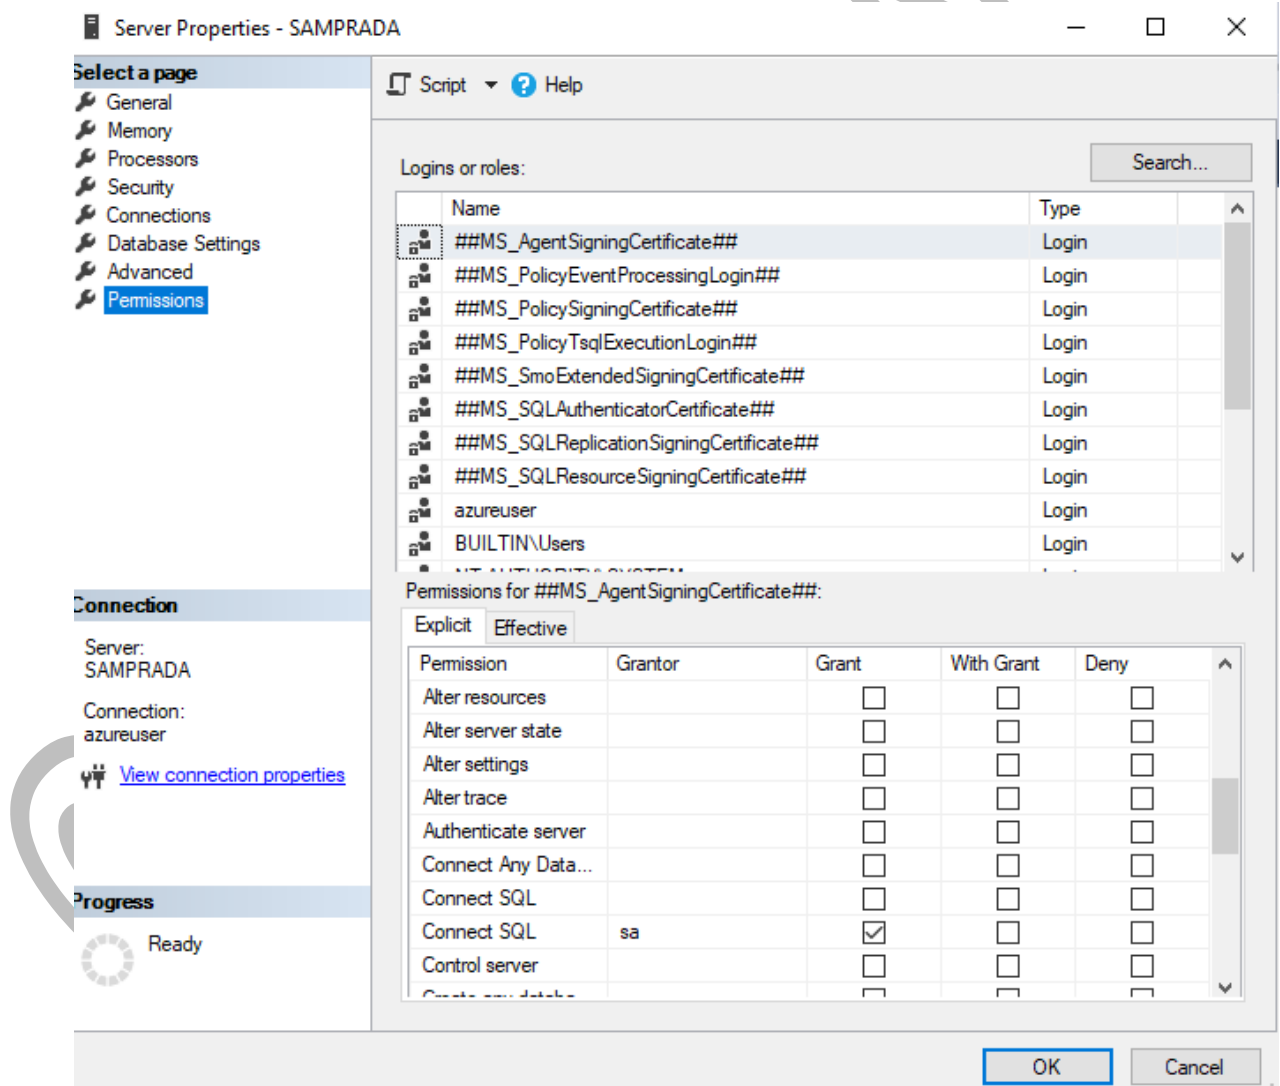 Server Properties - SAMPRADA
Select a page
General
Memory
Processors
Security
Connections
Database Settings
Advanced
Permissions
Script
Help
Logins or roles:
Search...
Name Type
##MS_AgentSigningCertificate## Login
##MS_PolicyEventProcessingLogin## Login
##MS_PolicySigningCertificate## Login
##MS_PolicyTsqlExecutionLogin## Login
##MS_SmoExtendedSigningCertificate## Login
##MS_SQLAuthenticatorCertificate## Login
##MS_SQLReplicationSigningCertificate## Login
##MS_SQLResourceSigningCertificate## Login
azureuser Login
BUILTIN\Users Login
Permissions for ##MS_AgentSigningCertificate##:
Explicit Effective
Permission Grantor Grant With Grant Deny
Alter resources
Alter server state
Alter settings
Alter trace
Authenticate server
Connect Any Data...
Connect SQL
Connect SQL sa
Control server
Connection
Server:
SAMPRADA
Connection:
azureuser
View connection properties
Progress
Ready
OK Cancel